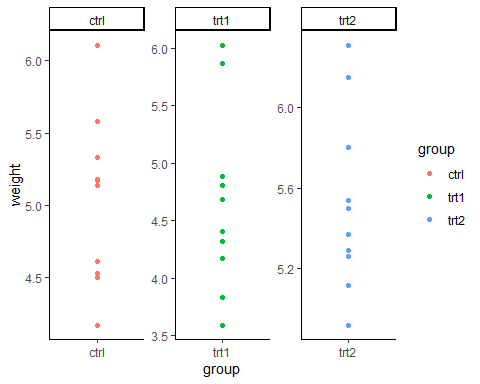 ctrl
trt1
trt2
weight
6.0
5.5
5.0
4.5
6.0
5.5
5.0
4.5
4.0
3.5
6.0
5.6
5.2
ctrl
trt1
trt2
group
group
ctrl
trt1
trt2